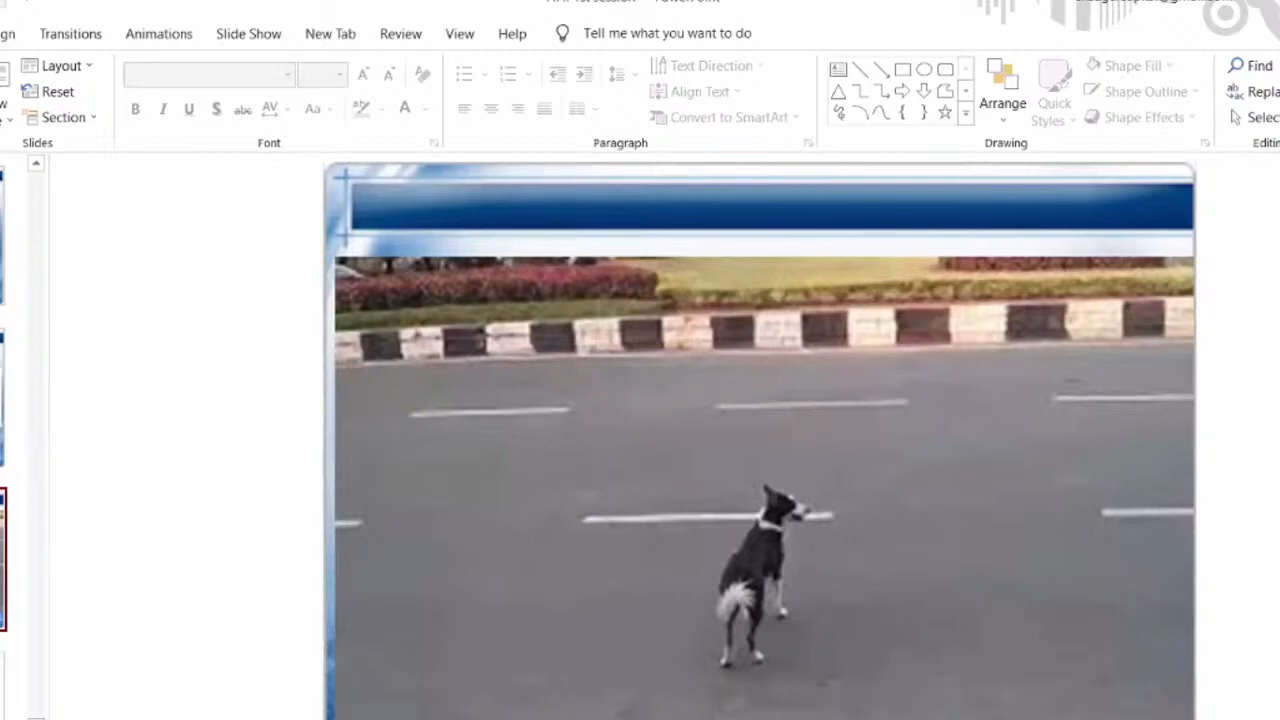 Transitions Animations Slide Show New Tab Review View Help Tell me what you want to do
Layout
Reset
Section
Slides
B I U S abc AV Aa A
Font
Text Direction
Align Text
Convert to SmartArt
Paragraph
Arrange
Quick
Styles
Shape Fill
Shape Outline
Shape Effects
Drawing
Find